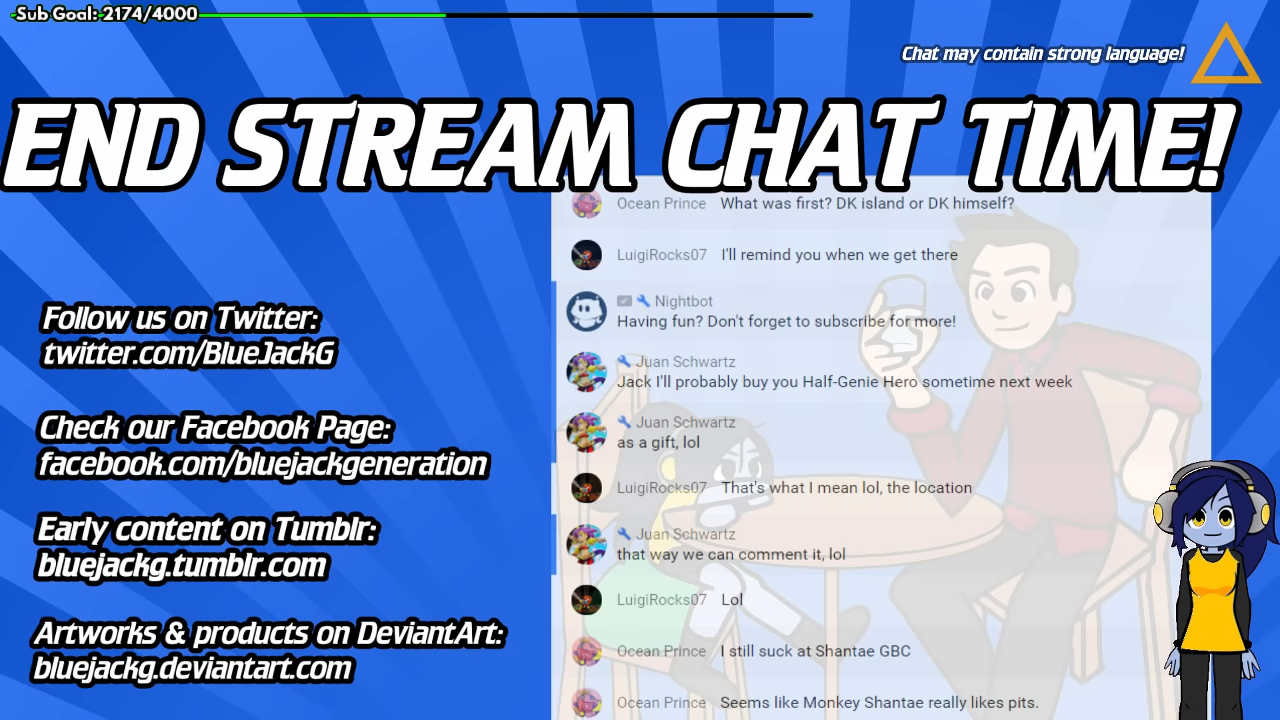 Sub Goal: 2174/4000
Chat may contain strong language!
END STREAM CHAT TIME!
Follow us on Twitter:
twitter.com/BlueJackG
Check our Facebook Page:
facebook.com/bluejackgeneration
Early content on Tumblr:
bluejackg.tumblr.com
Artworks & products on DeviantArt:
bluejackg.deviantart.com
Ocean Prince What was first? DK island or DK himself?
LuigiRocks07 I'll remind you when we get there
Nightbot
Having fun? Don't forget to subscribe for more!
Juan Schwartz
Jack I'll probably buy you Half-Genie Hero sometime next week
Juan Schwartz
as a gift, lol
LuigiRocks07 That's what I mean lol, the location
Juan Schwartz
that way we can comment it, lol
LuigiRocks07 Lol
Ocean Prince I still suck at Shantae GBC
Ocean Prince Seems like Monkey Shantae really likes pits.